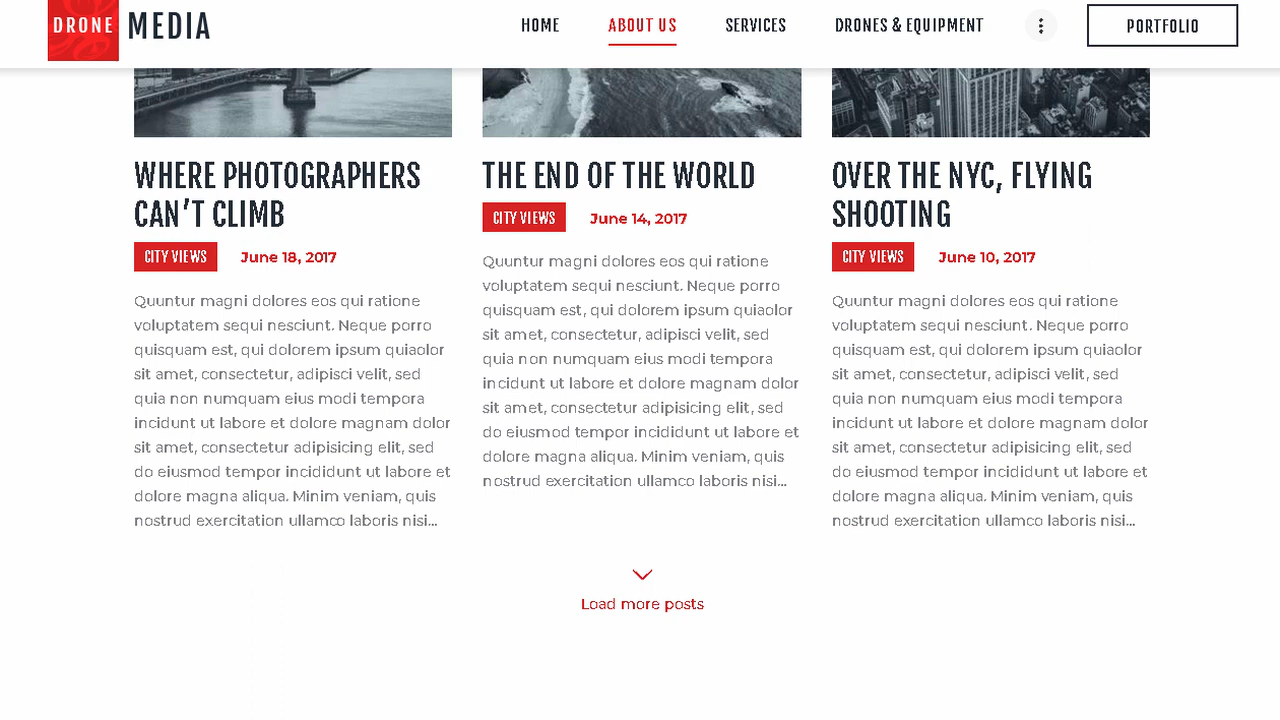 DRONE MEDIA
HOME ABOUT US SERVICES DRONES & EQUIPMENT PORTFOLIO
WHERE PHOTOGRAPHERS
CAN'T CLIMB
CITY VIEWS June 18, 2017
Quuntur magni dolores eos qui ratione
voluptatem sequi nesciunt. Neque porro
quisquam est, qui dolorem ipsum quiaolor
sit amet, consectetur, adipisci velit, sed
quia non numquam eius modi tempora
incidunt ut labore et dolore magnam dolor
sit amet, consectetur adipisicing elit, sed
do eiusmod tempor incididunt ut labore et
dolore magna aliqua. Minim veniam, quis
nostrud exercitation ullamco laboris nisi...
THE END OF THE WORLD
CITY VIEWS June 14, 2017
Quuntur magni dolores eos qui ratione
voluptatem sequi nesciunt. Neque porro
quisquam est, qui dolorem ipsum quiaolor
sit amet, consectetur, adipisci velit, sed
quia non numquam eius modi tempora
incidunt ut labore et dolore magnam dolor
sit amet, consectetur adipisicing elit, sed
do eiusmod tempor incididunt ut labore et
dolore magna aliqua. Minim veniam, quis
nostrud exercitation ullamco laboris nisi...
OVER THE NYC, FLYING
SHOOTING
CITY VIEWS June 10, 2017
Quuntur magni dolores eos qui ratione
voluptatem sequi nesciunt. Neque porro
quisquam est, qui dolorem ipsum quiaolor
sit amet, consectetur, adipisci velit, sed
quia non numquam eius modi tempora
incidunt ut labore et dolore magnam dolor
sit amet, consectetur adipisicing elit, sed
do eiusmod tempor incididunt ut labore et
dolore magna aliqua. Minim veniam, quis
nostrud exercitation ullamco laboris nisi...
Load more posts